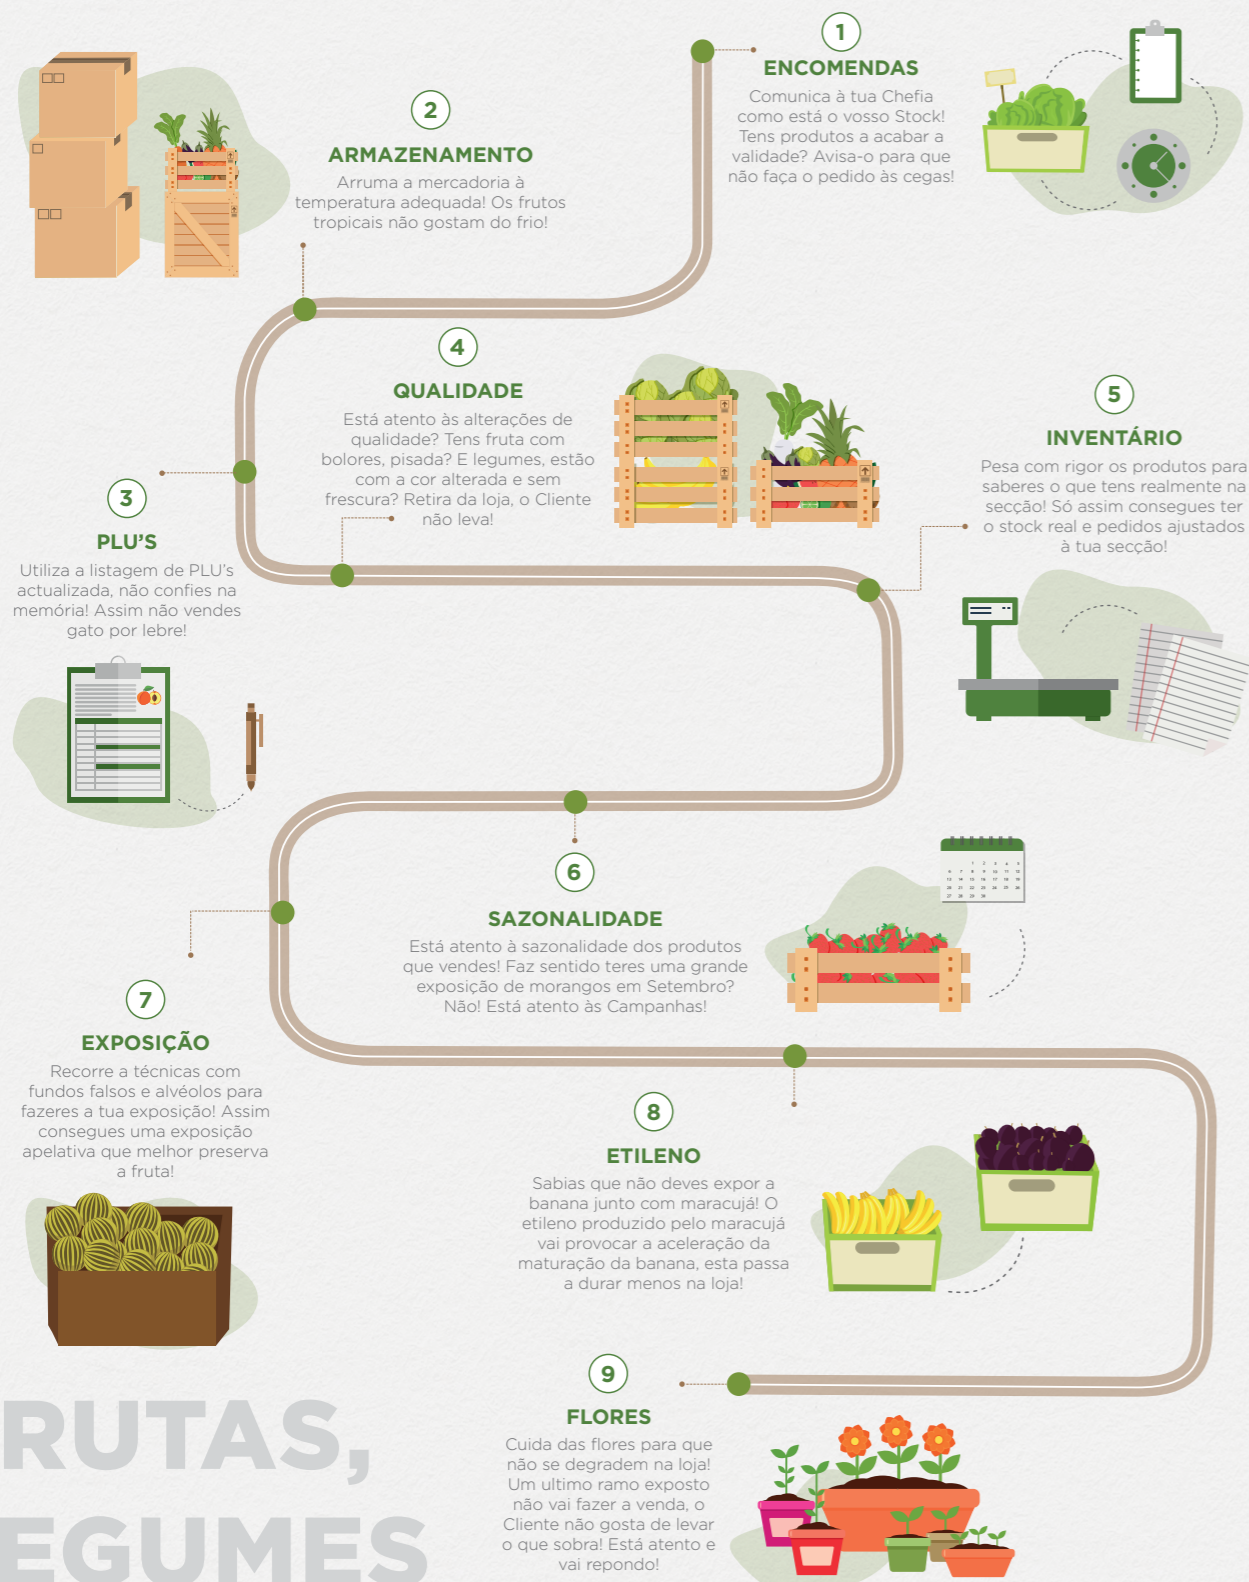 1
ENCOMENDAS
Comunica à tua Chefia
como está o vosso Stock!
Tens produtos a acabar a
validade? Avisa-o para que
não faça o pedido às cegas!
2
ARMAZENAMENTO
Arruma a mercadoria à
temperatura adequada! Os frutos
tropicais não gostam do frio!
3
PLU'S
Utiliza a listagem de PLU's
actualizada, não confies na
memória! Assim não vendes
gato por lebre!
4
QUALIDADE
Está atento às alterações de
qualidade? Tens fruta com
bolores, pisada? E legumes, estão
com a cor alterada e sem
frescura? Retira da loja, o Cliente
não leva!
5
INVENTÁRIO
Pesa com rigor os produtos para
saberes o que tens realmente na
secção! Só assim consegues ter
o stock real e pedidos ajustados
à tua secção!
6
SAZONALIDADE
Está atento à sazonalidade dos produtos
que vendes! Faz sentido teres uma grande
exposição de morangos em Setembro?
Não! Está atento às Campanhas!
7
EXPOSIÇÃO
Recorre a técnicas com
fundos falsos e alvéolos para
fazeres a tua exposição! Assim
consegues uma exposição
apelativa que melhor preserva
a fruta!
8
ETILENO
Sabias que não deves expor a
banana junto com maracujá! O
etileno produzido pelo maracujá
vai provocar a aceleração da
maturação da banana, esta passa
a durar menos na loja!
9
FLORES
Cuida das flores para que
não se degradem na loja!
Um ultimo ramo exposto
não vai fazer a venda, o
Cliente não gosta de levar
o que sobra! Está atento e
vai repondo!
RUTAS,
EGUMES